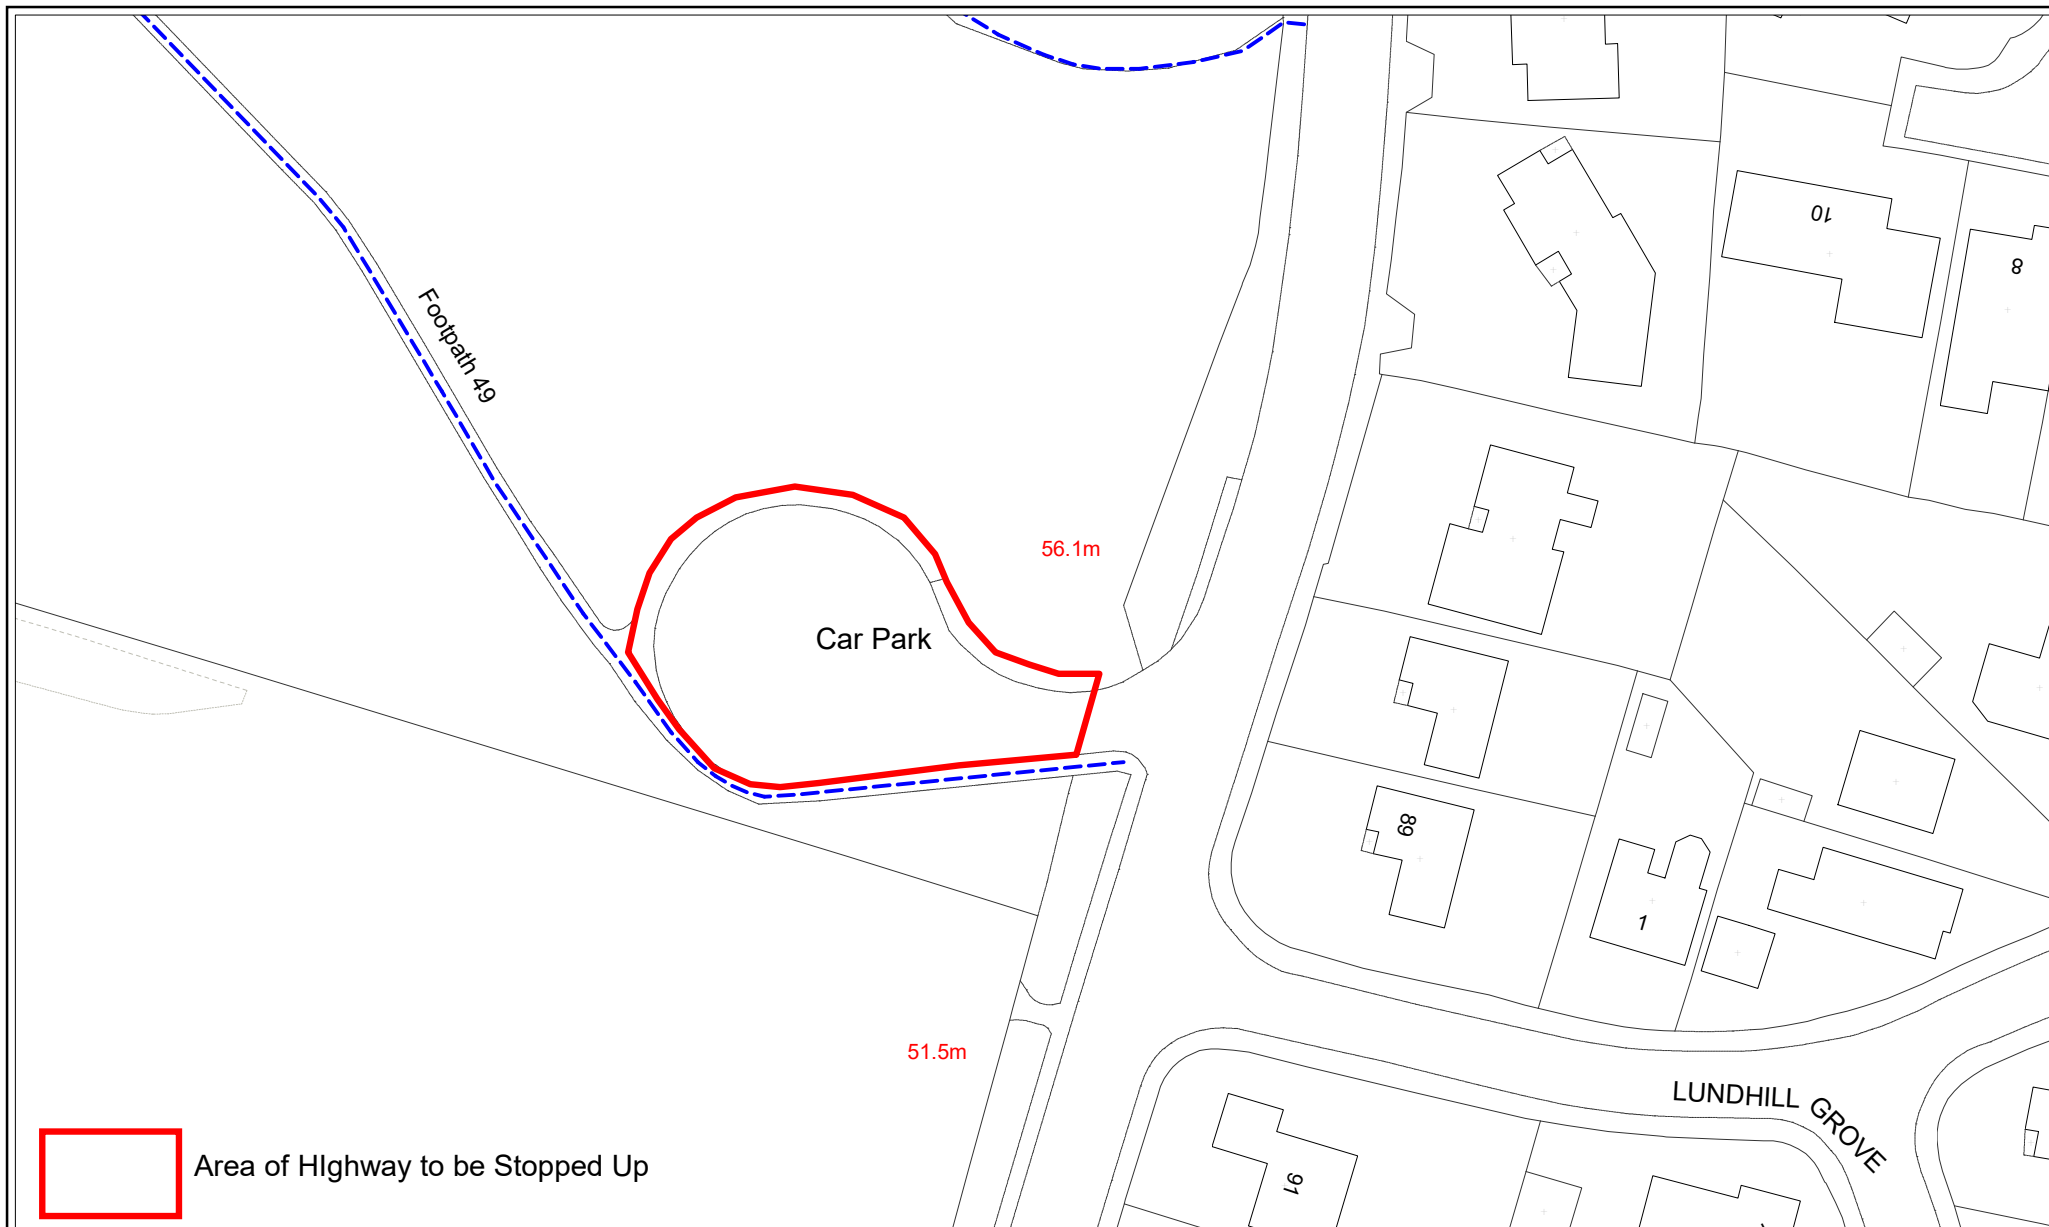 10
8
Footpath 49
56.1m
Car Park
89
1
51.5m
LUNDHILL GROVE
Area of HIghway to be Stopped Up
91